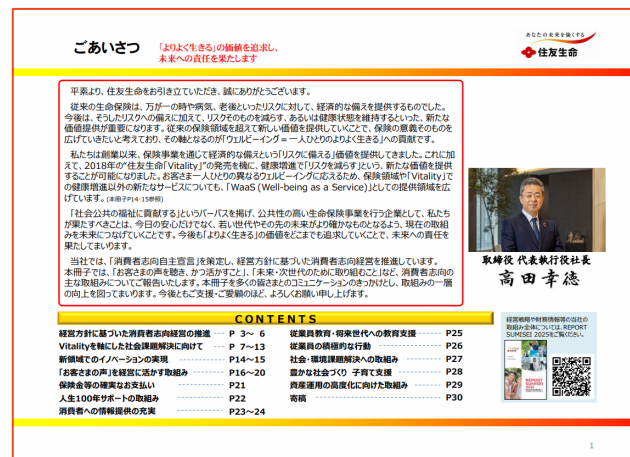 ごあいさつ
「よりよく生きる」の価値を追求し、
未来への責任を果たします
あなたの未来を強くする
住友生命
平素より、住友生命をお引き立ていただき、誠にありがとうございます。
従来の生命保険は、万が一の時や病気、老後といったリスクに対して、経済的な備えを提供するものでした。
今後は、そうしたリスクへの備えに加えて、リスクそのものを減らす、あるいは健康状態を維持するといった、新たな
価値提供が重要になります。従来の保険領域を超えて新しい価値を提供していくことで、保険の意義そのものを
広げていきたいと考えており、その軸となるのが「ウェルビーイング＝一人ひとりのよりよく生きる」への貢献です。
私たちは創業以来、保険事業を通じて経済的な備えという「リスクに備える」価値を提供してきました。これに加
えて、2018年の“住友生命「Vitality」”の発売を機に、健康増進で「リスクを減らす」という、新たな価値を提供
することが可能になりました。お客さま一人ひとりの異なるウェルビーイングに応えるため、保険領域や「Vitality」で
の健康増進以外の新たなサービスについても、「WaaS (Well-being as a Service)」としての提供領域を広
げています。(本冊子P14・15参照)
「社会公共の福祉に貢献する」というパーパスを掲げ、公共性の高い生命保険事業を行う企業として、私たち
が果たすべきことは、今日の安心だけでなく、若い世代やその先の未来がより確かなものとなるよう、現在の取組
みを未来につなげていくことです。今後も「よりよく生きる」の価値をどこまでも追求していくことで、未来への責任を
果たしてまいります。
当社では、「消費者志向自主宣言」を策定し、経営方針に基づいた消費者志向経営を推進しています。
本冊子では、「お客さまの声を聴き、かつ活かすこと」、「未来・次世代のために取り組むこと」など、消費者志向の
主な取組みについてご報告いたします。本冊子を多くの皆さまとのコミュニケーションのきっかけとし、取組みの一層
の向上を図ってまいります。今後ともご支援・ご愛顧のほど、よろしくお願い申し上げます。
取締役 代表執行役社長
高田幸徳
CONTENTS
経営方針に基づいた消費者志向経営の推進 P 3～ 6
Vitalityを軸にした社会課題解決に向けて P 7～13
新領域でのイノベーションの実現 P14～15
「お客さまの声」を経営に活かす取組み P16～20
保険金等の確実なお支払い P21
人生100年サポートの取組み P22
消費者への情報提供の充実 P23～24
従業員教育・将来世代への教育支援 P25
従業員の積極的な行動 P26
社会・環境課題解決への取組み P27
豊かな社会づくり 子育て支援 P28
資産運用の高度化に向けた取組み P29
寄稿 P30
経営戦略や財務情報等の当社の
取組み全体については、REPORT
SUMISEI 2025をご覧ください。
1